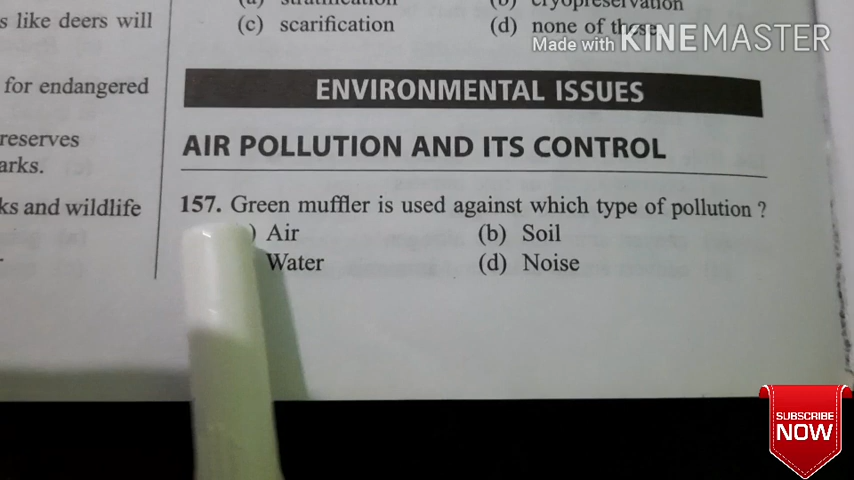 s like deers will
for endangered
reserves
arks.
ks and wildlife
(a) stratification (b) cryopreservation
(c) scarification (d) none of these
Made with KINEMASTER
ENVIRONMENTAL ISSUES
AIR POLLUTION AND ITS CONTROL
157. Green muffler is used against which type of pollution ?
) Air (b) Soil
Water (d) Noise
SUBSCRIBE
NOW